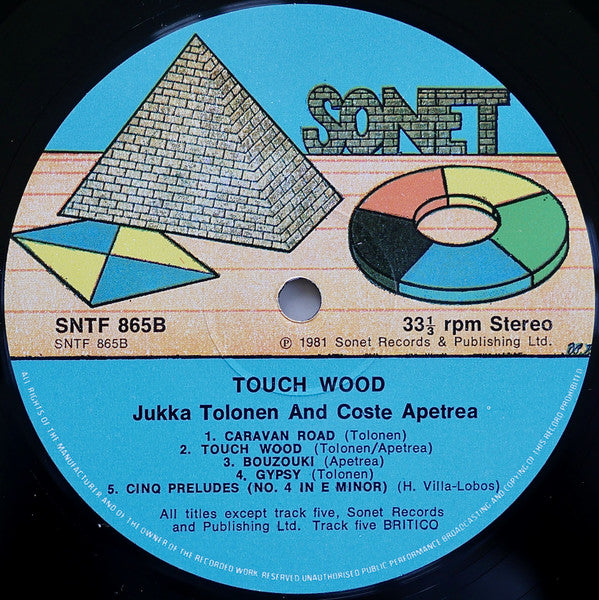 SONET
SNTF 865B
SNTF 865B
33⅓ rpm Stereo
℗ 1981 Sonet Records & Publishing Ltd.
TOUCH WOOD
Jukka Tolonen And Coste Apetrea
1. CARAVAN ROAD (Tolonen)
2. TOUCH WOOD (Tolonen/Apetrea)
3. BOUZOUKI (Apetrea)
4. GYPSY (Tolonen)
5. CINQ PRELUDES (NO. 4 IN E MINOR) (H. Villa-Lobos)
All titles except track five, Sonet Records
and Publishing Ltd. Track five BRITICO
ALL RIGHTS OF THE MANUFACTURER AND OF THE OWNER OF THE RECORDED WORK RESERVED UNAUTHORISED PUBLIC PERFORMANCE BROADCASTING AND COPYING OF THIS RECORD PROHIBITED